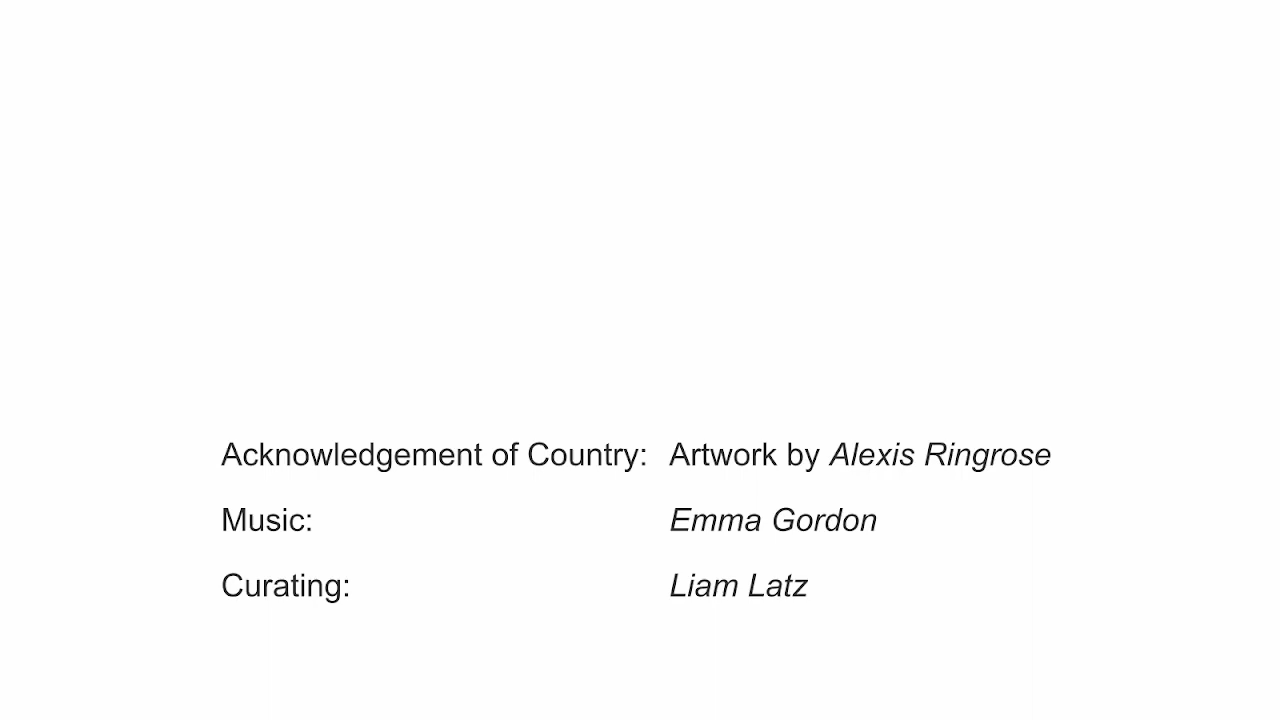 Acknowledgement of Country: Artwork by Alexis Ringrose
Music: Emma Gordon
Curating: Liam Latz